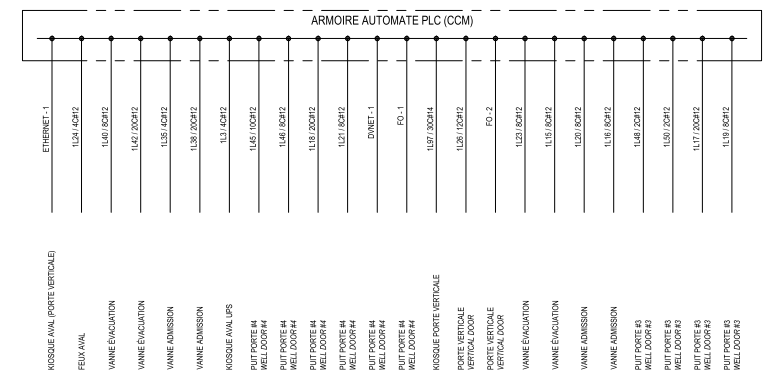 ARMOIRE AUTOMATE PLC (CCM)
ETHERNET - 1
1L24 / 4C#12
1L40 / 8C#12
1L42 / 20C#12
1L35 / 4C#12
1L38 / 20C#12
1L3 / 4C#12
1L45 / 10C#12
1L46 / 8C#12
1L18 / 20C#12
1L21 / 8C#12
DVNET - 1
FO - 1
1L97 / 30C#14
1L26 / 12C#12
FO - 2
1L23 / 8C#12
1L15 / 8C#12
1L20 / 8C#12
1L16 / 8C#12
1L48 / 2C#12
1L50 / 2C#12
1L17 / 20C#12
1L19 / 8C#12
KIOSQUE AVAL (PORTE VERTICALE)
FEUX AVAL
VANNE ÉVACUATION
VANNE ÉVACUATION
VANNE ADMISSION
VANNE ADMISSION
KIOSQUE AVAL UPS
PUIT PORTE #4
WELL DOOR #4
PUIT PORTE #4
WELL DOOR #4
PUIT PORTE #4
WELL DOOR #4
PUIT PORTE #4
WELL DOOR #4
PUIT PORTE #4
WELL DOOR #4
PUIT PORTE #4
WELL DOOR #4
KIOSQUE PORTE VERTICALE
PORTE VERTICALE
VERTICAL DOOR
PORTE VERTICALE
VERTICAL DOOR
VANNE ÉVACUATION
VANNE ÉVACUATION
VANNE ADMISSION
VANNE ADMISSION
PUIT PORTE #3
WELL DOOR #3
PUIT PORTE #3
WELL DOOR #3
PUIT PORTE #3
WELL DOOR #3
PUIT PORTE #3
WELL DOOR #3